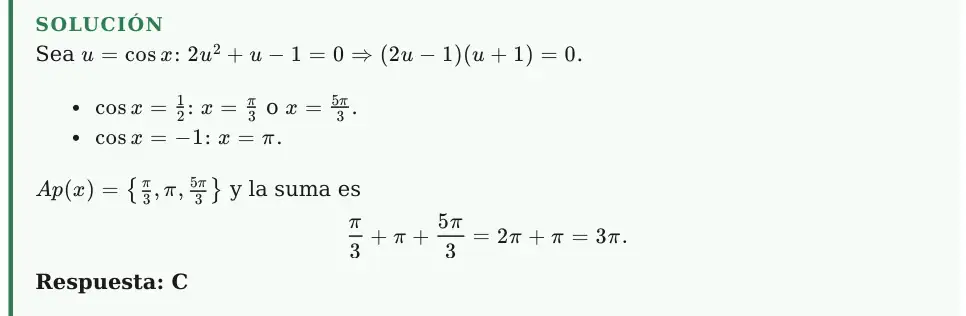 SOLUCIÓN
Sea u = cos x: 2u² + u − 1 = 0 ⇒ (2u − 1)(u + 1) = 0.
• cos x = 1/2: x = π/3 o x = 5π/3.
• cos x = −1: x = π.
Ap(x) = {π/3, π, 5π/3} y la suma es
π/3 + π + 5π/3 = 2π + π = 3π.
Respuesta: C